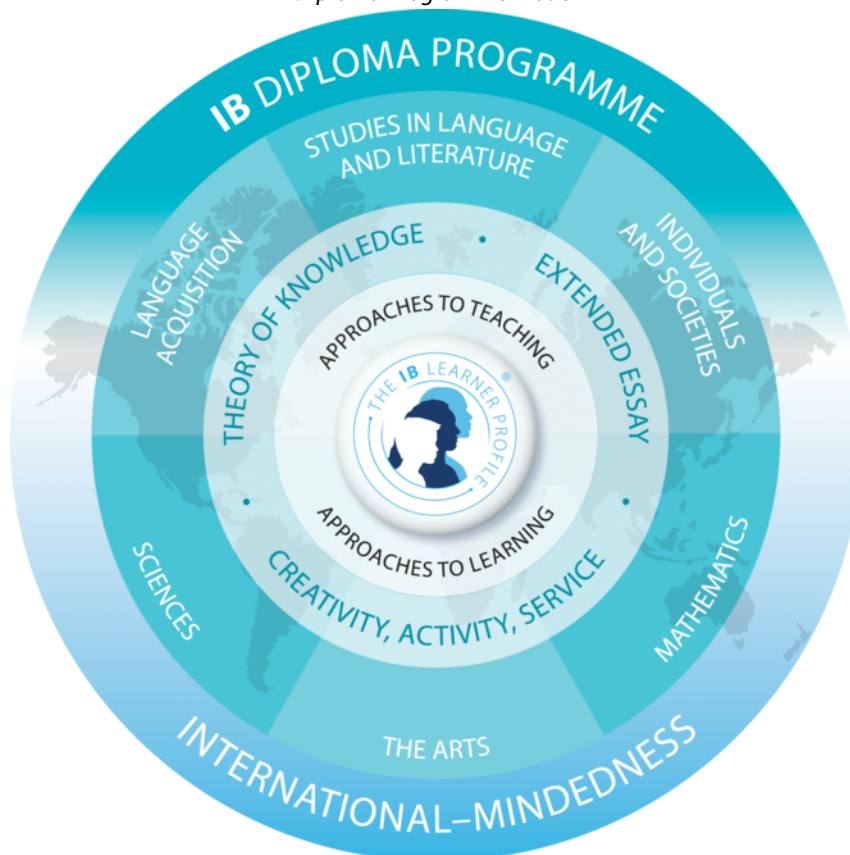 IB DIPLOMA PROGRAMME
STUDIES IN LANGUAGE
AND LITERATURE
LANGUAGE
ACQUISITION
INDIVIDUALS
AND SOCIETIES
THEORY OF KNOWLEDGE
•
EXTENDED ESSAY
•
•
APPROACHES TO TEACHING
• THE IB LEARNER PROFILE •
®
APPROACHES TO LEARNING
CREATIVITY, ACTIVITY, SERVICE
SCIENCES
MATHEMATICS
THE ARTS
INTERNATIONAL–MINDEDNESS